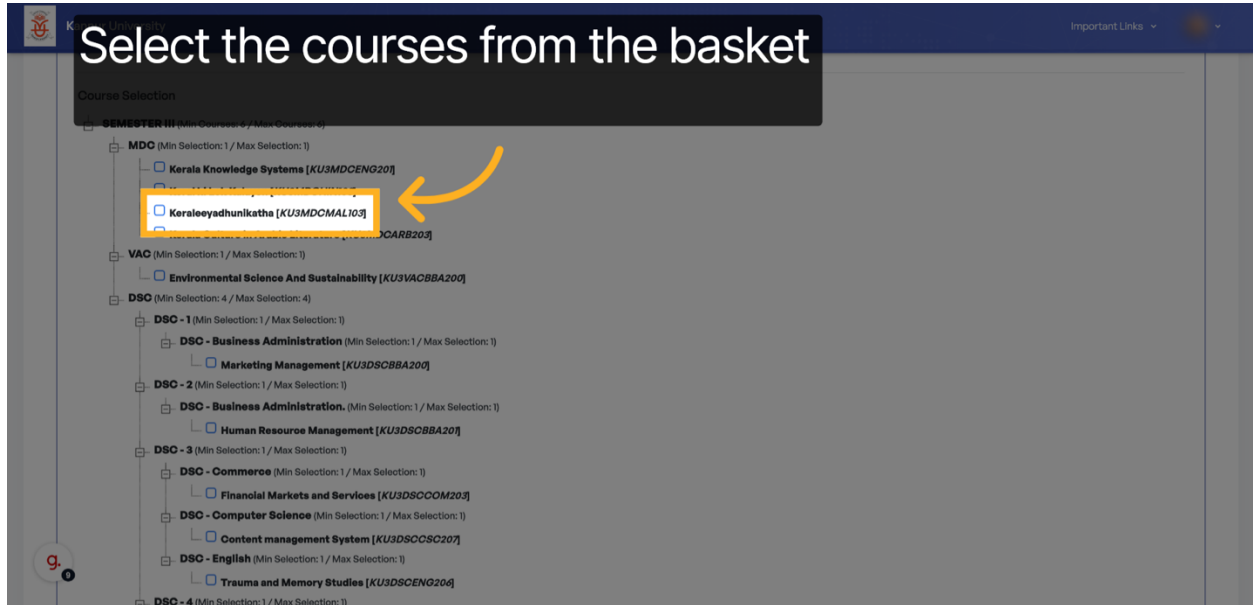 Kannur University
Important Links
Select the courses from the basket
Course Selection
SEMESTER III (Min Courses: 6 / Max Courses: 6)
MDC (Min Selection: 1 / Max Selection: 1)
Kerala Knowledge Systems [KU3MDCENG201]
Keraleeyadhunikatha [KU3MDCMAL103]
Kerala Culture in Arabic Literature [KU3MDCARB203]
VAC (Min Selection: 1 / Max Selection: 1)
Environmental Science And Sustainability [KU3VACBBA200]
DSC (Min Selection: 4 / Max Selection: 4)
DSC - 1 (Min Selection: 1 / Max Selection: 1)
DSC - Business Administration (Min Selection: 1 / Max Selection: 1)
Marketing Management [KU3DSCBBA200]
DSC - 2 (Min Selection: 1 / Max Selection: 1)
DSC - Business Administration. (Min Selection: 1 / Max Selection: 1)
Human Resource Management [KU3DSCBBA201]
DSC - 3 (Min Selection: 1 / Max Selection: 1)
DSC - Commerce (Min Selection: 1 / Max Selection: 1)
Financial Markets and Services [KU3DSCCOM203]
DSC - Computer Science (Min Selection: 1 / Max Selection: 1)
Content management System [KU3DSCCSC207]
DSC - English (Min Selection: 1 / Max Selection: 1)
g.
9
Trauma and Memory Studies [KU3DSCENG206]
DSC - 4 (Min Selection: 1 / Max Selection: 1)